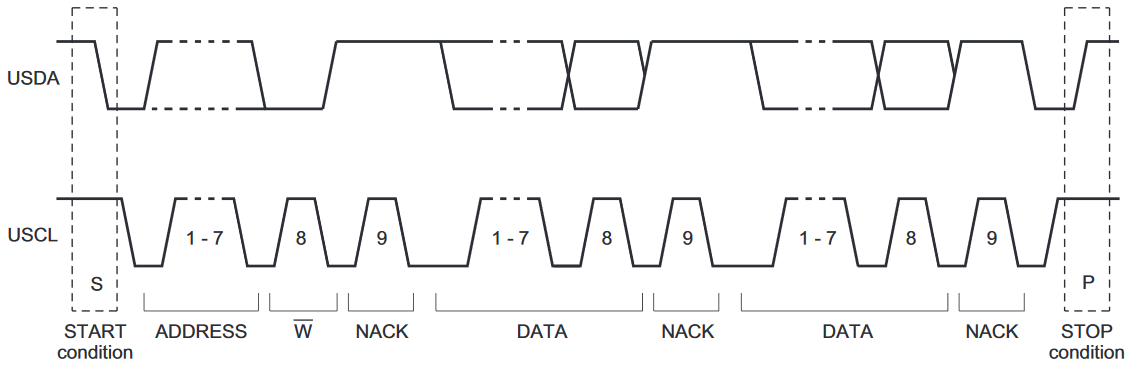 USDA
USCL
1 - 7
8
9
1 - 7
8
9
1 - 7
8
9
S
P
START
condition
ADDRESS
W̅
NACK
DATA
NACK
DATA
NACK
STOP
condition